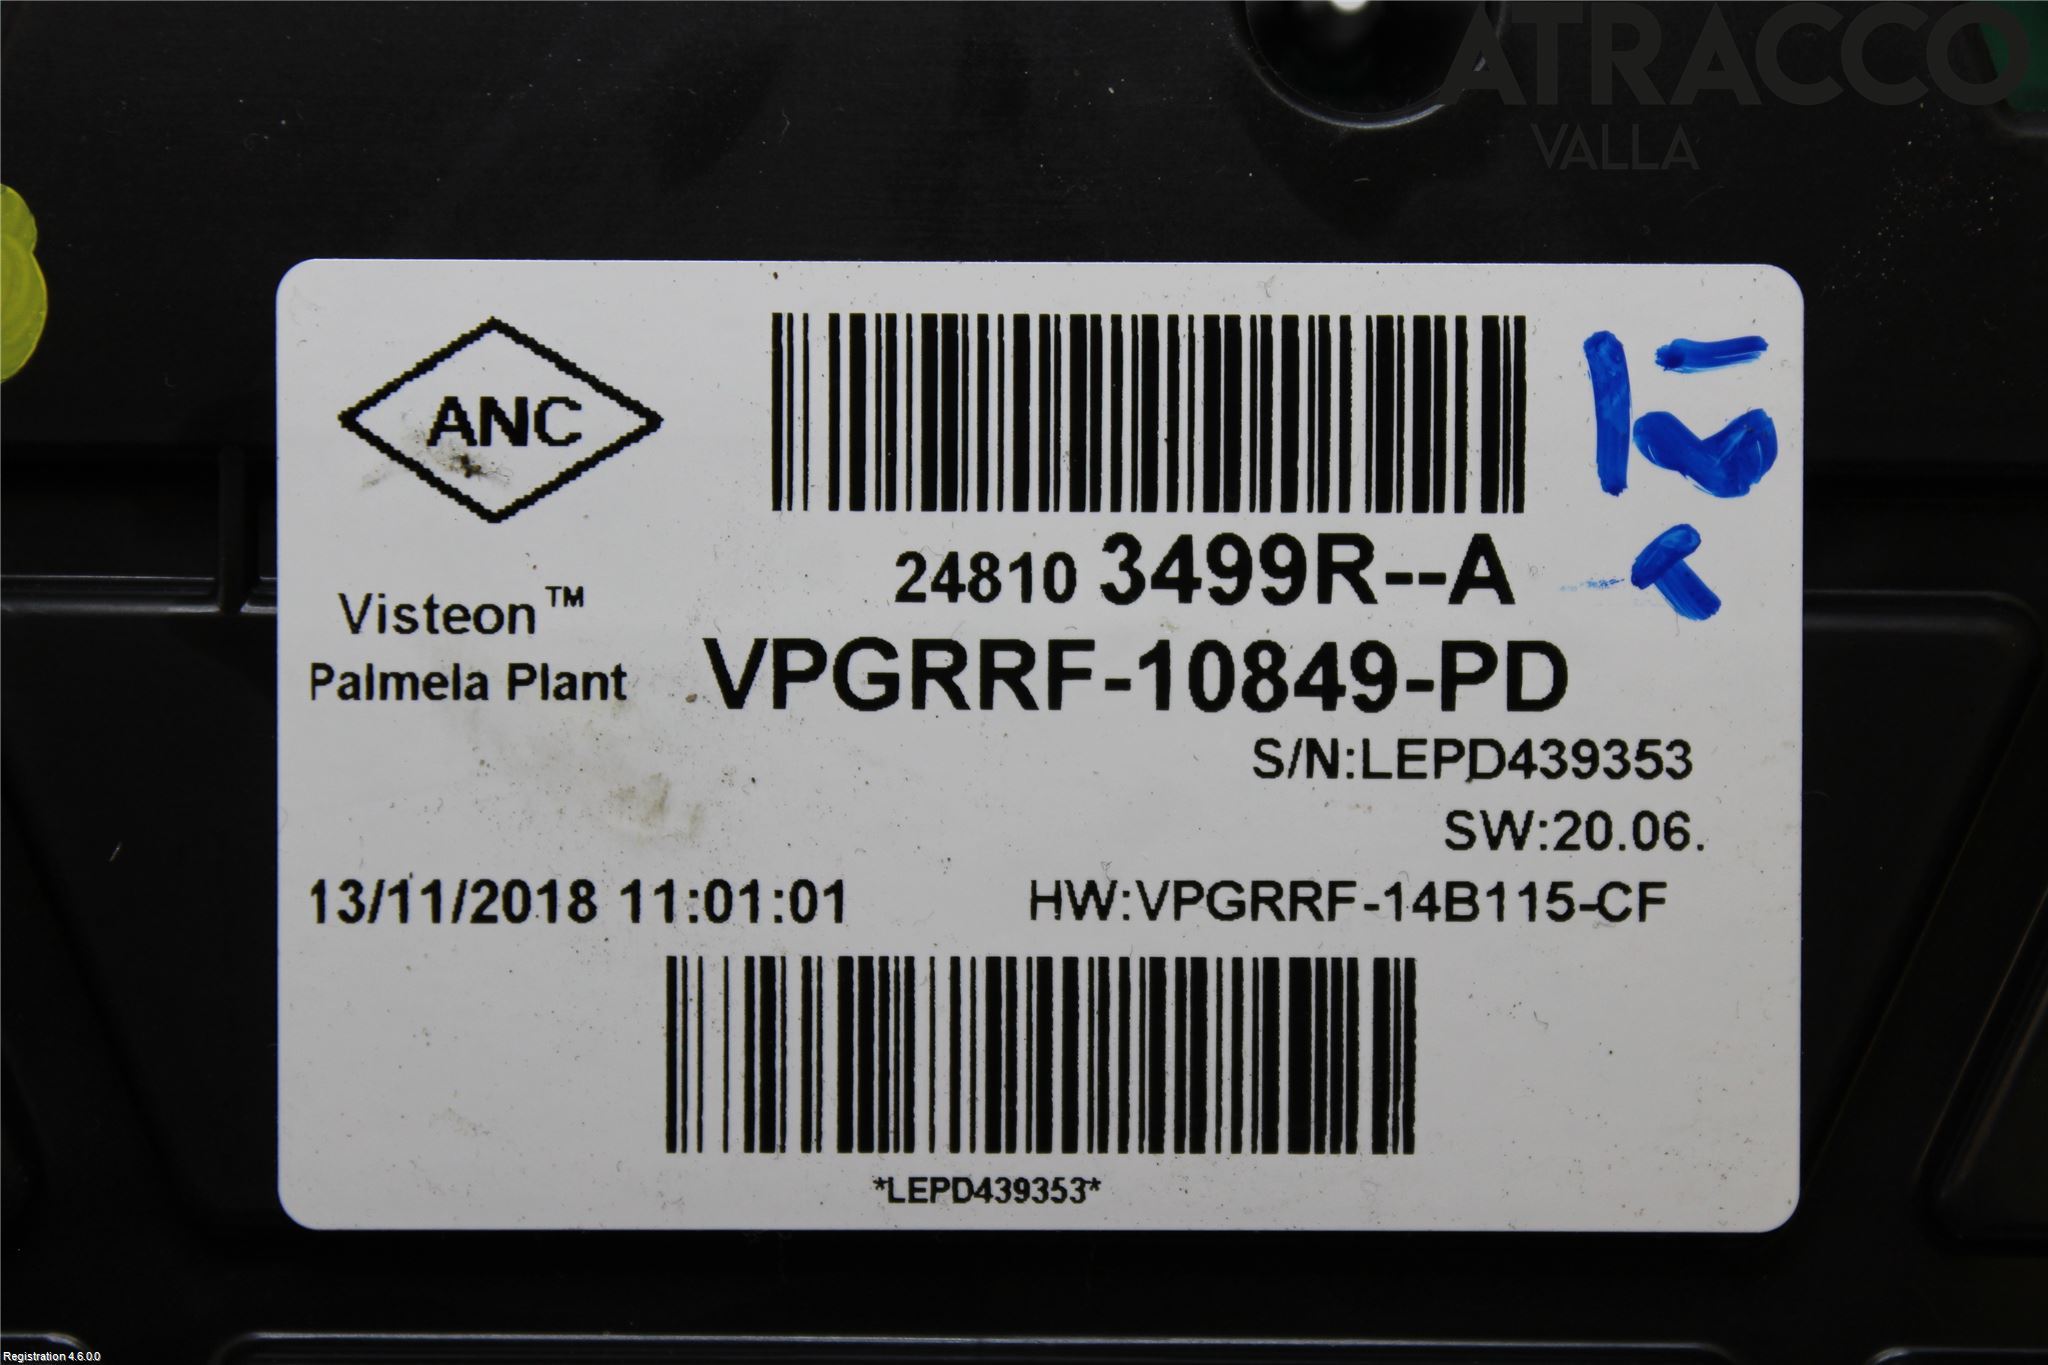 ATRACCO
VALLA
ANC
24810 3499R--A
Visteon™
Palmela Plant
VPGRRF-10849-PD
S/N:LEPD439353
SW:20.06.
13/11/2018 11:01:01
HW:VPGRRF-14B115-CF
*LEPD439353*
Registration 4.6.0.0